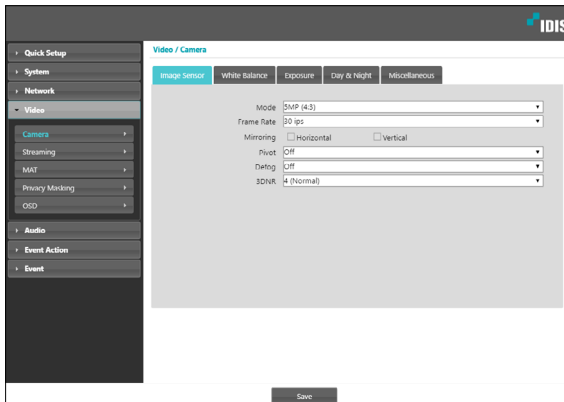 IDIS
Quick Setup
System
Network
Video
Camera
Streaming
MAT
Privacy Masking
OSD
Audio
Event Action
Event
Video / Camera
Image Sensor White Balance Exposure Day & Night Miscellaneous
Mode 5MP (4:3)
Frame Rate 30 ips
Mirroring Horizontal Vertical
Pivot Off
Defog Off
3DNR 4 (Normal)
Save